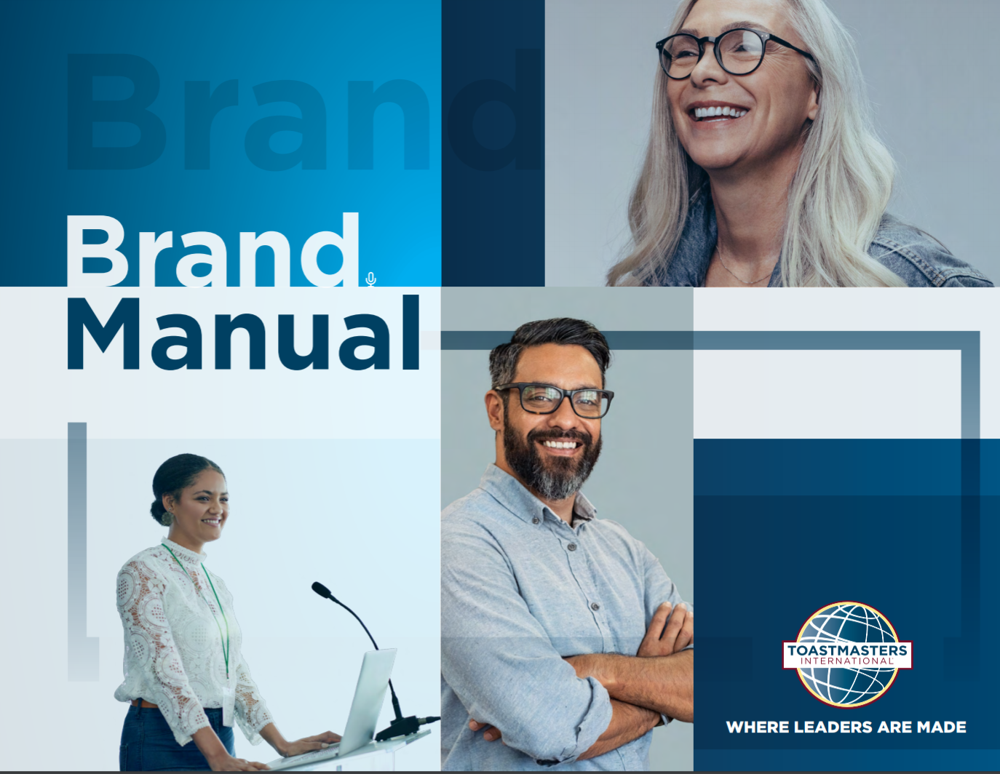 Brand
Brand
Manual
TOASTMASTERS
INTERNATIONAL
WHERE LEADERS ARE MADE